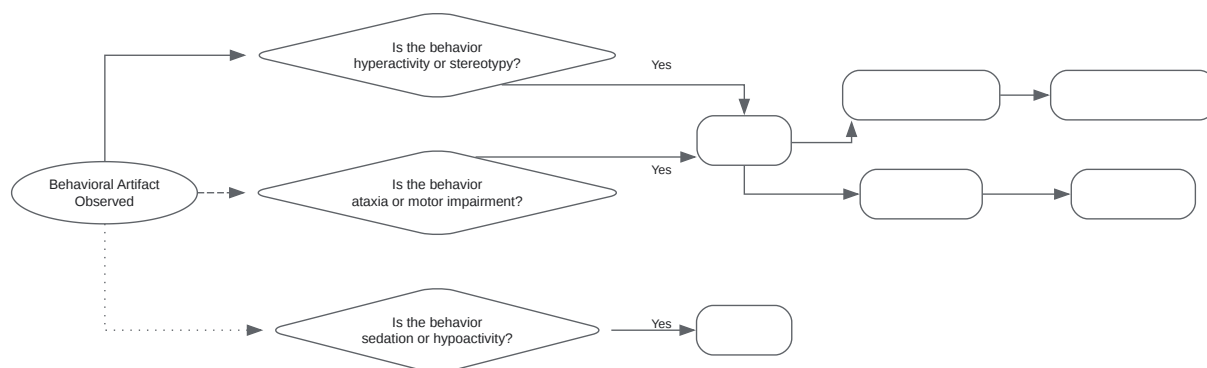 Is the behavior
hyperactivity or stereotypy?
Yes
Behavioral Artifact
Observed
Is the behavior
ataxia or motor impairment?
Yes
Is the behavior
sedation or hypoactivity?
Yes